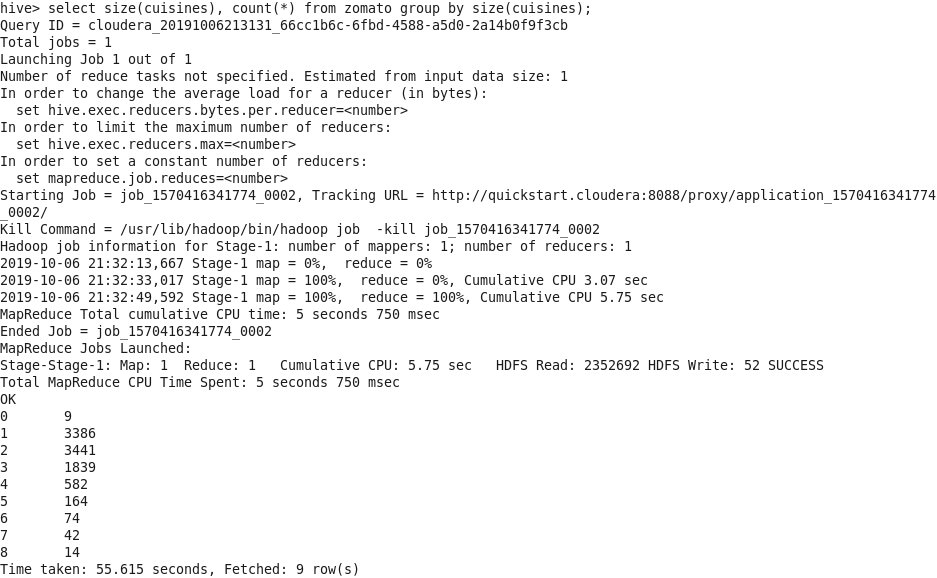 hive> select size(cuisines), count(*) from zomato group by size(cuisines);
Query ID = cloudera_20191006213131_66cc1b6c-6fbd-4588-a5d0-2a14b0f9f3cb
Total jobs = 1
Launching Job 1 out of 1
Number of reduce tasks not specified. Estimated from input data size: 1
In order to change the average load for a reducer (in bytes):
  set hive.exec.reducers.bytes.per.reducer=<number>
In order to limit the maximum number of reducers:
  set hive.exec.reducers.max=<number>
In order to set a constant number of reducers:
  set mapreduce.job.reduces=<number>
Starting Job = job_1570416341774_0002, Tracking URL = http://quickstart.cloudera:8088/proxy/application_1570416341774
_0002/
Kill Command = /usr/lib/hadoop/bin/hadoop job  -kill job_1570416341774_0002
Hadoop job information for Stage-1: number of mappers: 1; number of reducers: 1
2019-10-06 21:32:13,667 Stage-1 map = 0%,  reduce = 0%
2019-10-06 21:32:33,017 Stage-1 map = 100%,  reduce = 0%, Cumulative CPU 3.07 sec
2019-10-06 21:32:49,592 Stage-1 map = 100%,  reduce = 100%, Cumulative CPU 5.75 sec
MapReduce Total cumulative CPU time: 5 seconds 750 msec
Ended Job = job_1570416341774_0002
MapReduce Jobs Launched:
Stage-Stage-1: Map: 1  Reduce: 1   Cumulative CPU: 5.75 sec   HDFS Read: 2352692 HDFS Write: 52 SUCCESS
Total MapReduce CPU Time Spent: 5 seconds 750 msec
OK
0       9
1       3386
2       3441
3       1839
4       582
5       164
6       74
7       42
8       14
Time taken: 55.615 seconds, Fetched: 9 row(s)